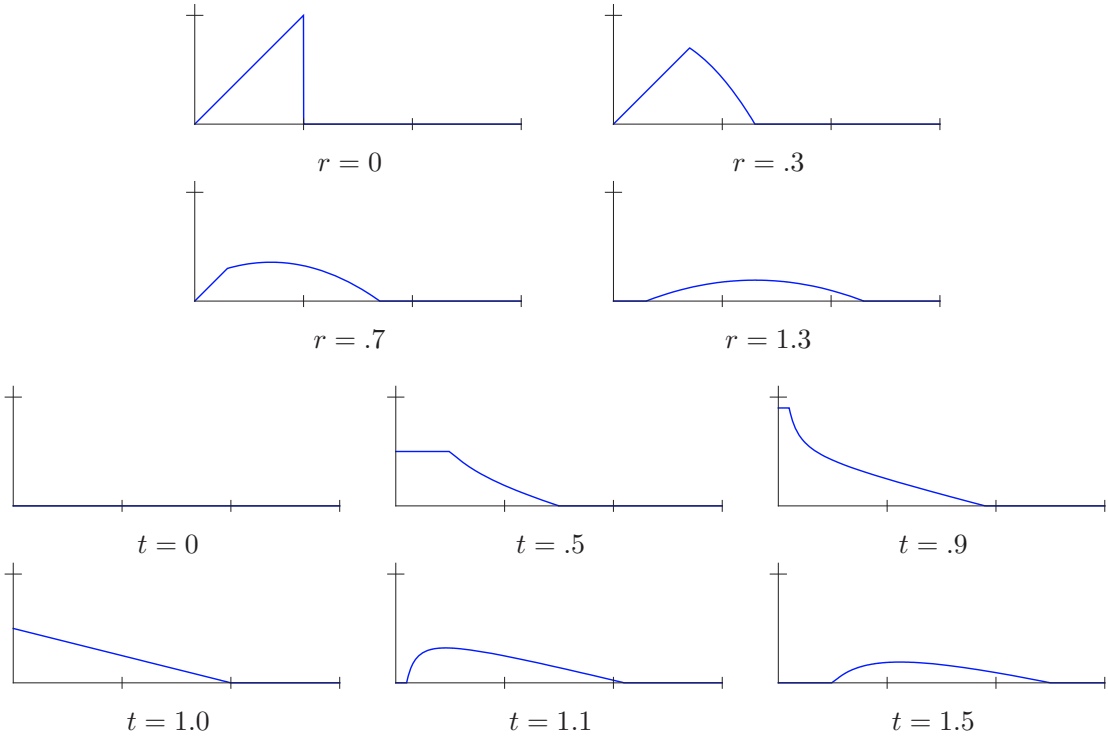 r = 0
r = .3
r = .7
r = 1.3
t = 0
t = .5
t = .9
t = 1.0
t = 1.1
t = 1.5